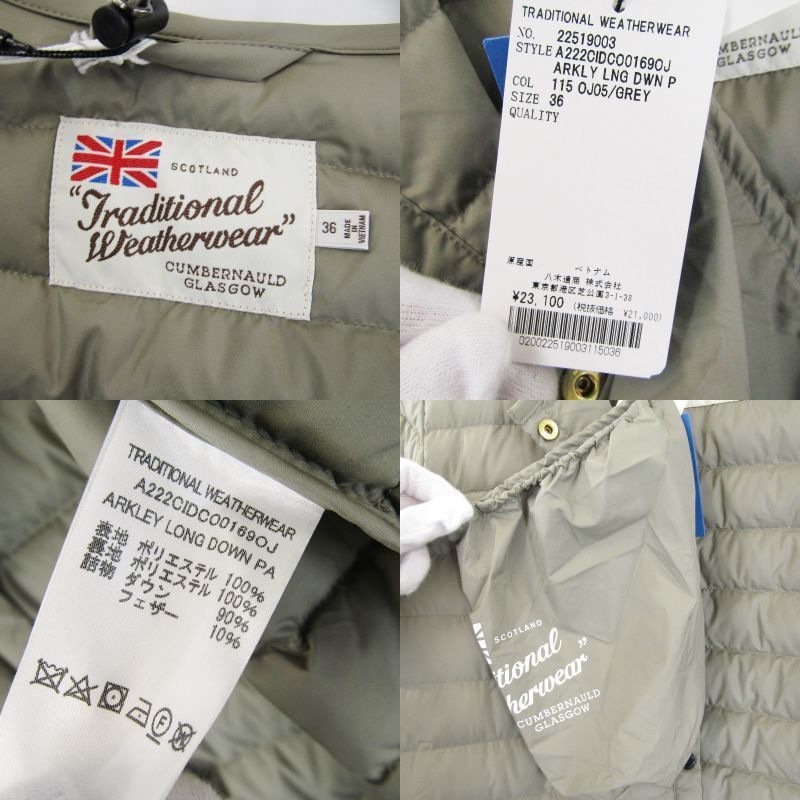 SCOTLAND
"Traditional
Weatherwear"
CUMBERNAULD
GLASGOW
36
MADE IN
VIETNAM
TRADITIONAL WEATHERWEAR
NO. 22519003
STYLE A222CIDCO0169OJ
ARKLY LNG DWN P
COL 115 OJ05/GREY
SIZE 36
QUALITY
原産国 ベトナム
八木通商 株式会社
東京都港区芝公園3-1-38
¥23,100 (税抜価格 ¥21,000)
020022519003115036
CUMBERNAULD
GLASGOW
TRADITIONAL WEATHERWEAR
A222CIDCO0169OJ
ARKLEY LONG DOWN PA
表地 ポリエステル 100%
裏地 ポリエステル 100%
詰物 ダウン 90%
フェザー 10%
SCOTLAND
ditional
therwear"
CUMBERNAULD
GLASGOW